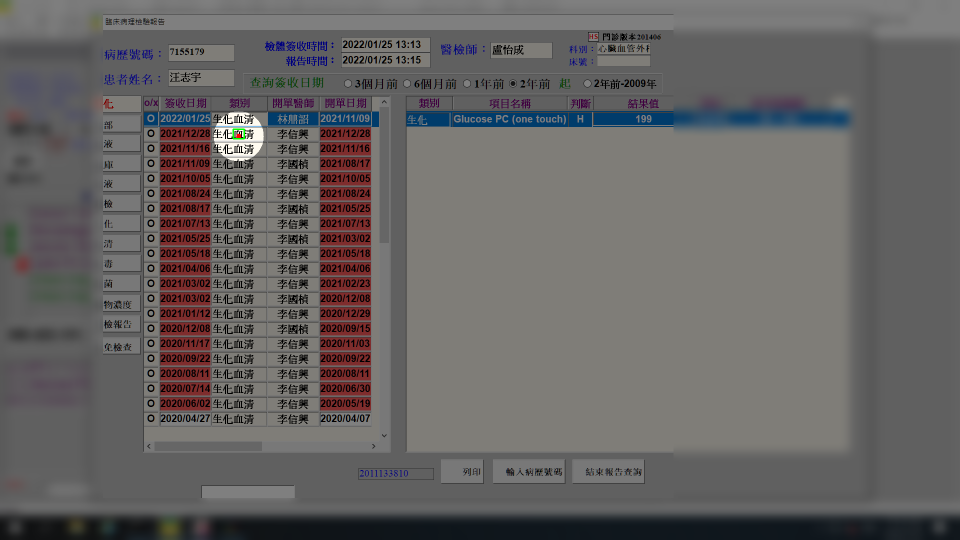 臨床病理檢驗報告
HS 門診版本201406
病歷號碼： 7155179 檢體簽收時間： 2022/01/25 13:13 醫檢師： 盧怡成 科別： 心臟血管外科
報告時間： 2022/01/25 13:15 床號：
患者姓名： 汪志宇 查詢簽收日期 3個月前 6個月前 1年前 2年前 起 2年前-2009年
化 o/x 簽收日期 類別 開單醫師 開單日期 類別 項目名稱 判斷 結果值
O 2022/01/25 生化血清 2021/11/09 生化 Glucose PC (one touch) H 199
部 O 2021/12/28 生化血清 李信興 2021/12/28
液 O 2021/11/16 生化血清 李信興 2021/11/16
庫 O 2021/11/09 生化血清 李國楨 2021/08/17
液 O 2021/10/05 生化血清 李信興 2021/10/05
O 2021/08/24 生化血清 李信興 2021/08/24
檢 O 2021/08/17 生化血清 李國楨 2021/05/25
化 O 2021/07/13 生化血清 李信興 2021/07/13
清 O 2021/05/25 生化血清 李國楨 2021/03/02
O 2021/05/18 生化血清 李信興 2021/05/18
毒 O 2021/04/06 生化血清 李信興 2021/04/06
菌 O 2021/03/02 生化血清 李信興 2021/02/23
物濃度 O 2021/03/02 生化血清 李國楨 2020/12/08
O 2021/01/12 生化血清 李信興 2020/12/29
檢報告 O 2020/12/08 生化血清 李國楨 2020/09/15
免檢查 O 2020/11/17 生化血清 李信興 2020/11/03
O 2020/09/22 生化血清 李信興 2020/09/22
O 2020/08/11 生化血清 李信興 2020/08/11
O 2020/07/14 生化血清 李信興 2020/06/30
O 2020/06/02 生化血清 李信興 2020/05/19
O 2020/04/27 生化血清 李信興 2020/04/07
2011133810 列印 輸入病歷號碼 結束報告查詢